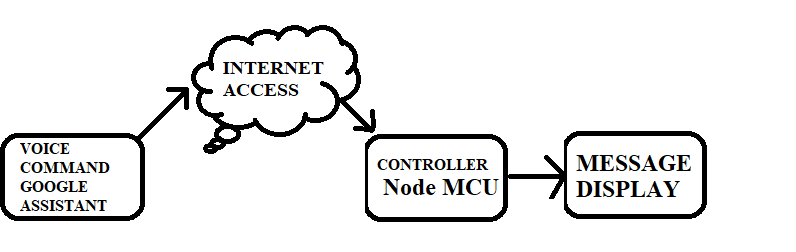 VOICE
COMMAND
GOOGLE
ASSISTANT
INTERNET
ACCESS
CONTROLLER
Node MCU
MESSAGE
DISPLAY